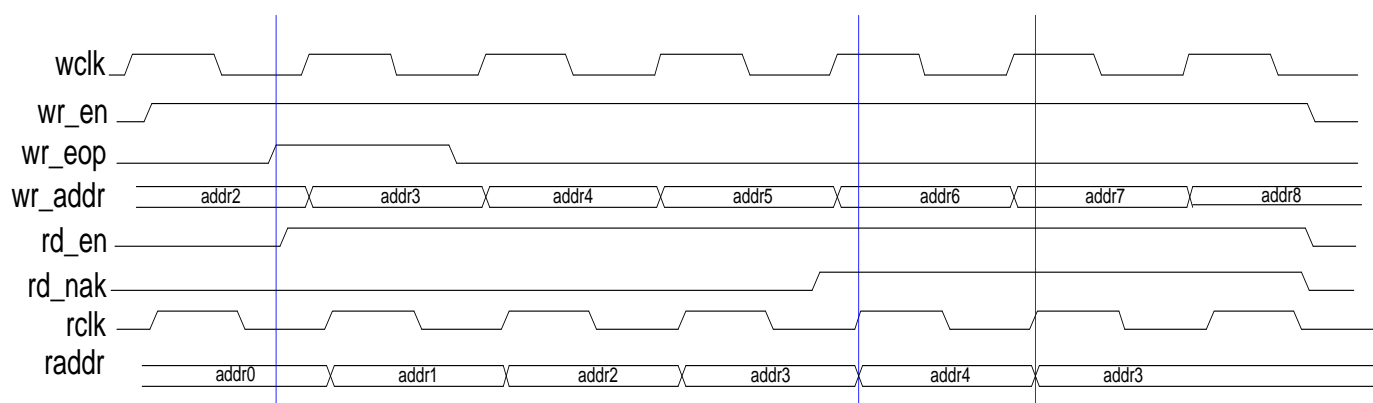 wclk
wr_en
wr_eop
wr_addr addr2 addr3 addr4 addr5 addr6 addr7 addr8
rd_en
rd_nak
rclk
raddr addr0 addr1 addr2 addr3 addr4 addr3